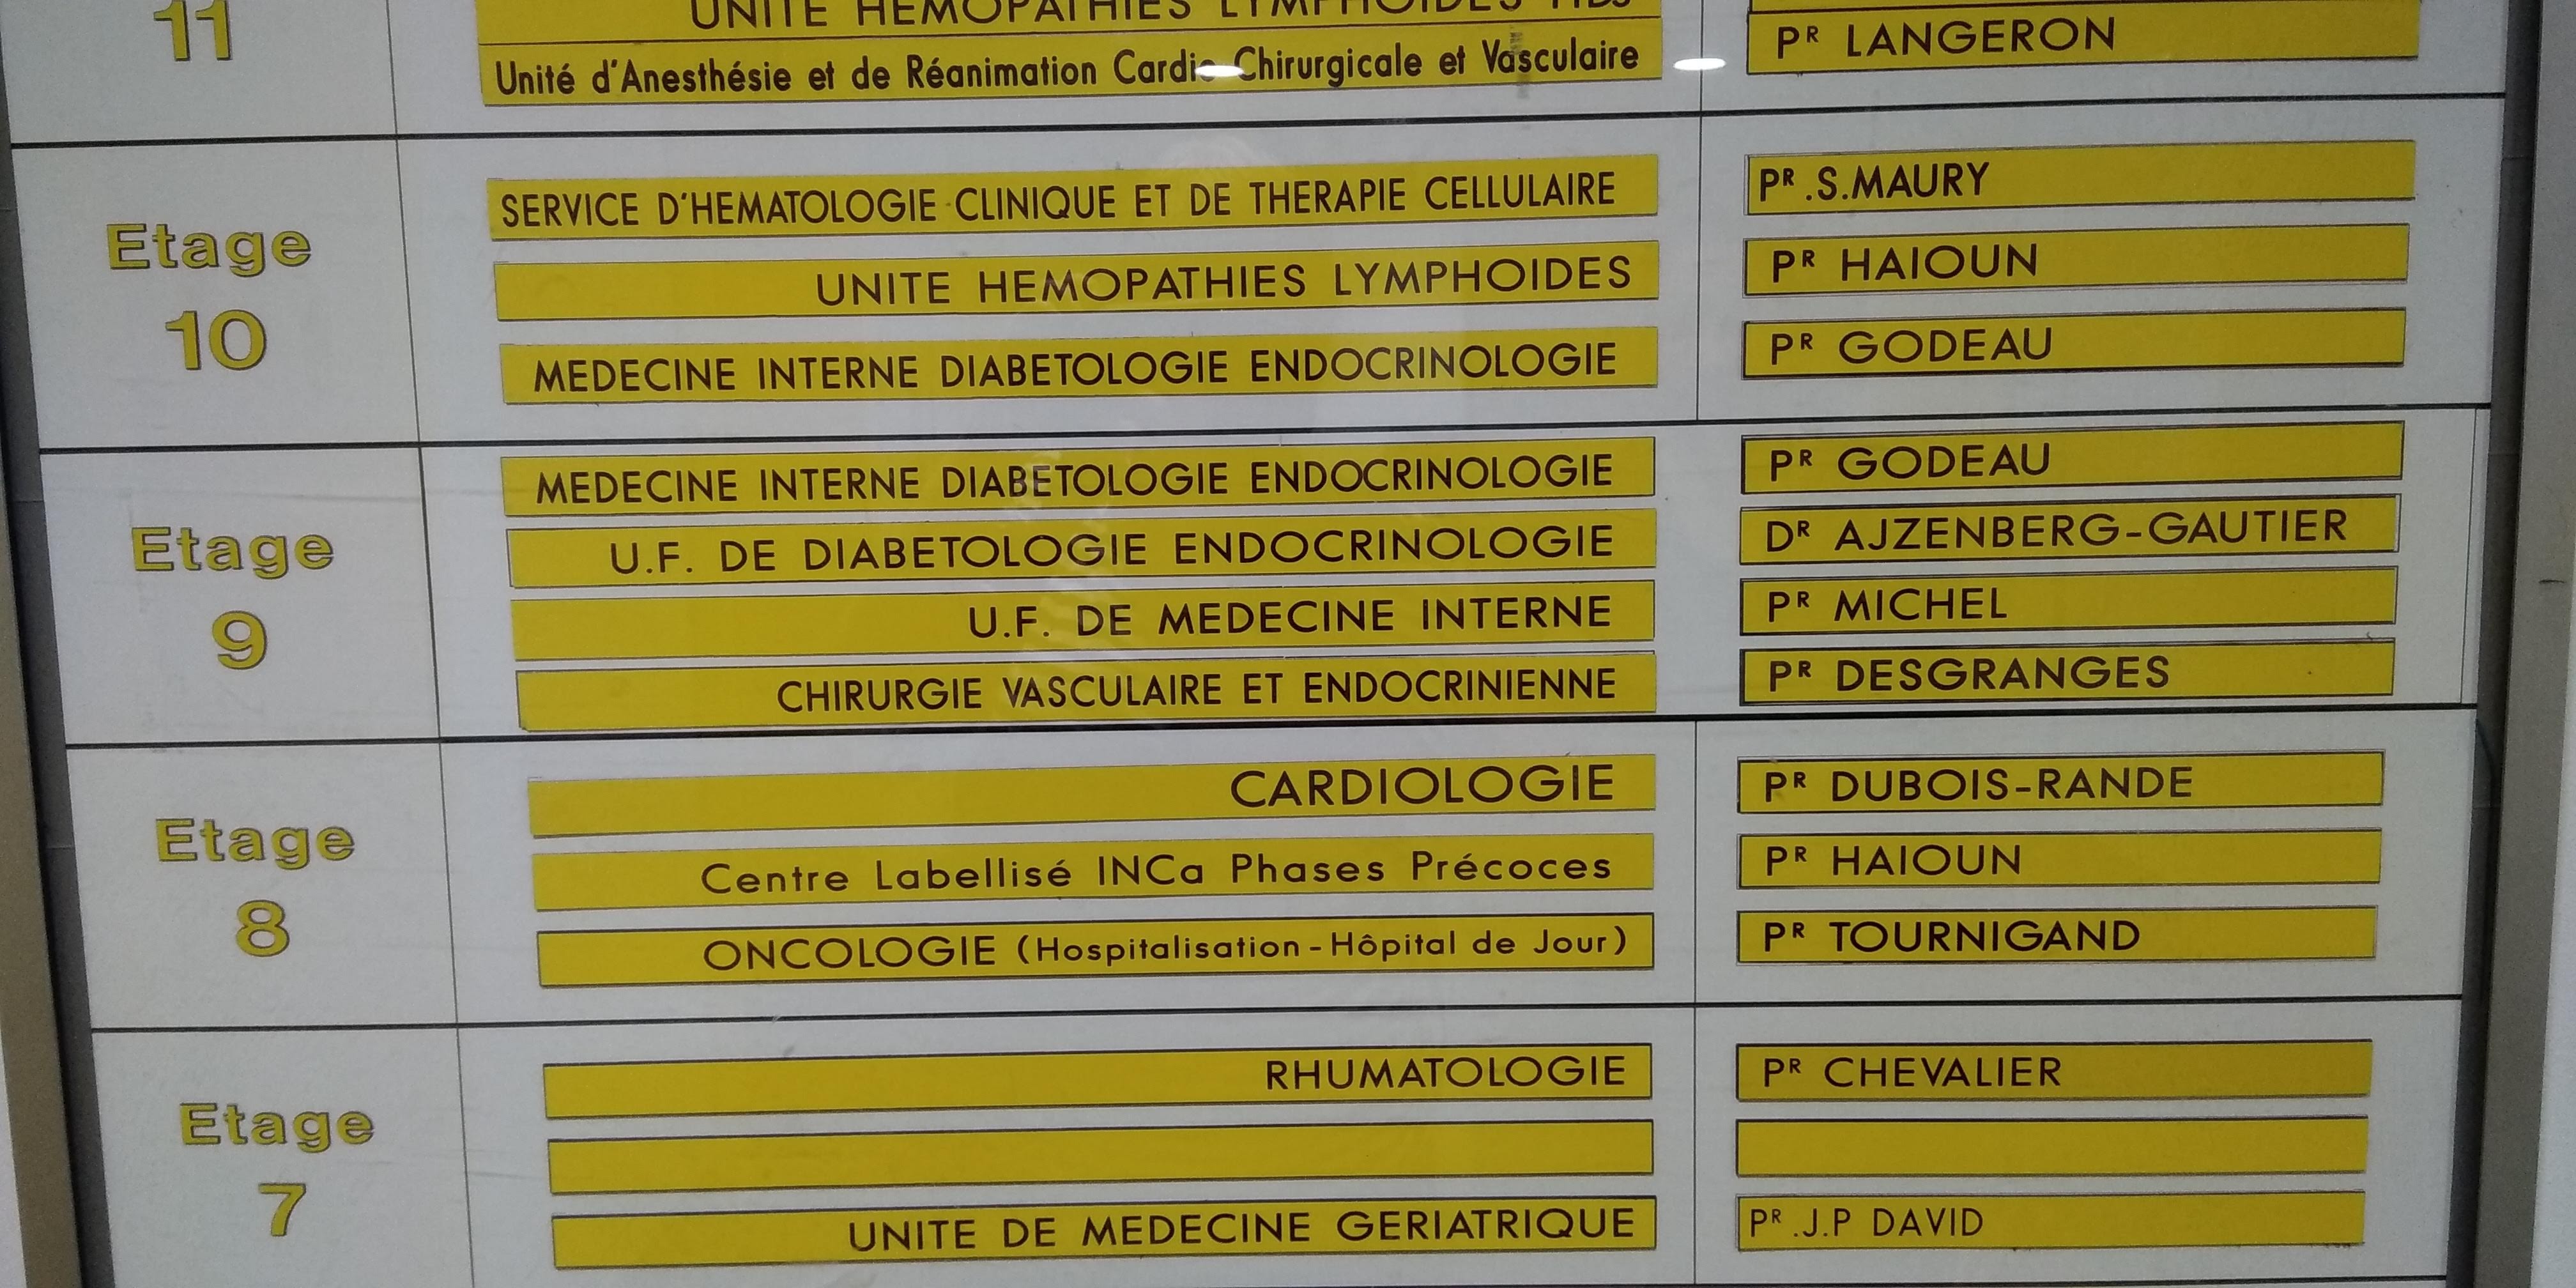 11
UNITE HEMOPATHIES LYMPHOIDES HDJ
Unité d'Anesthésie et de Réanimation Cardio-Chirurgicale et Vasculaire
PR LANGERON
Etage
10
SERVICE D'HEMATOLOGIE CLINIQUE ET DE THERAPIE CELLULAIRE
PR .S.MAURY
UNITE HEMOPATHIES LYMPHOIDES
PR HAIOUN
MEDECINE INTERNE DIABETOLOGIE ENDOCRINOLOGIE
PR GODEAU
Etage
9
MEDECINE INTERNE DIABETOLOGIE ENDOCRINOLOGIE
PR GODEAU
U.F. DE DIABETOLOGIE ENDOCRINOLOGIE
DR AJZENBERG-GAUTIER
U.F. DE MEDECINE INTERNE
PR MICHEL
CHIRURGIE VASCULAIRE ET ENDOCRINIENNE
PR DESGRANGES
Etage
8
CARDIOLOGIE
PR DUBOIS-RANDE
Centre Labellisé INCa Phases Précoces
PR HAIOUN
ONCOLOGIE (Hospitalisation-Hôpital de Jour)
PR TOURNIGAND
Etage
7
RHUMATOLOGIE
PR CHEVALIER
UNITE DE MEDECINE GERIATRIQUE
PR .J.P DAVID